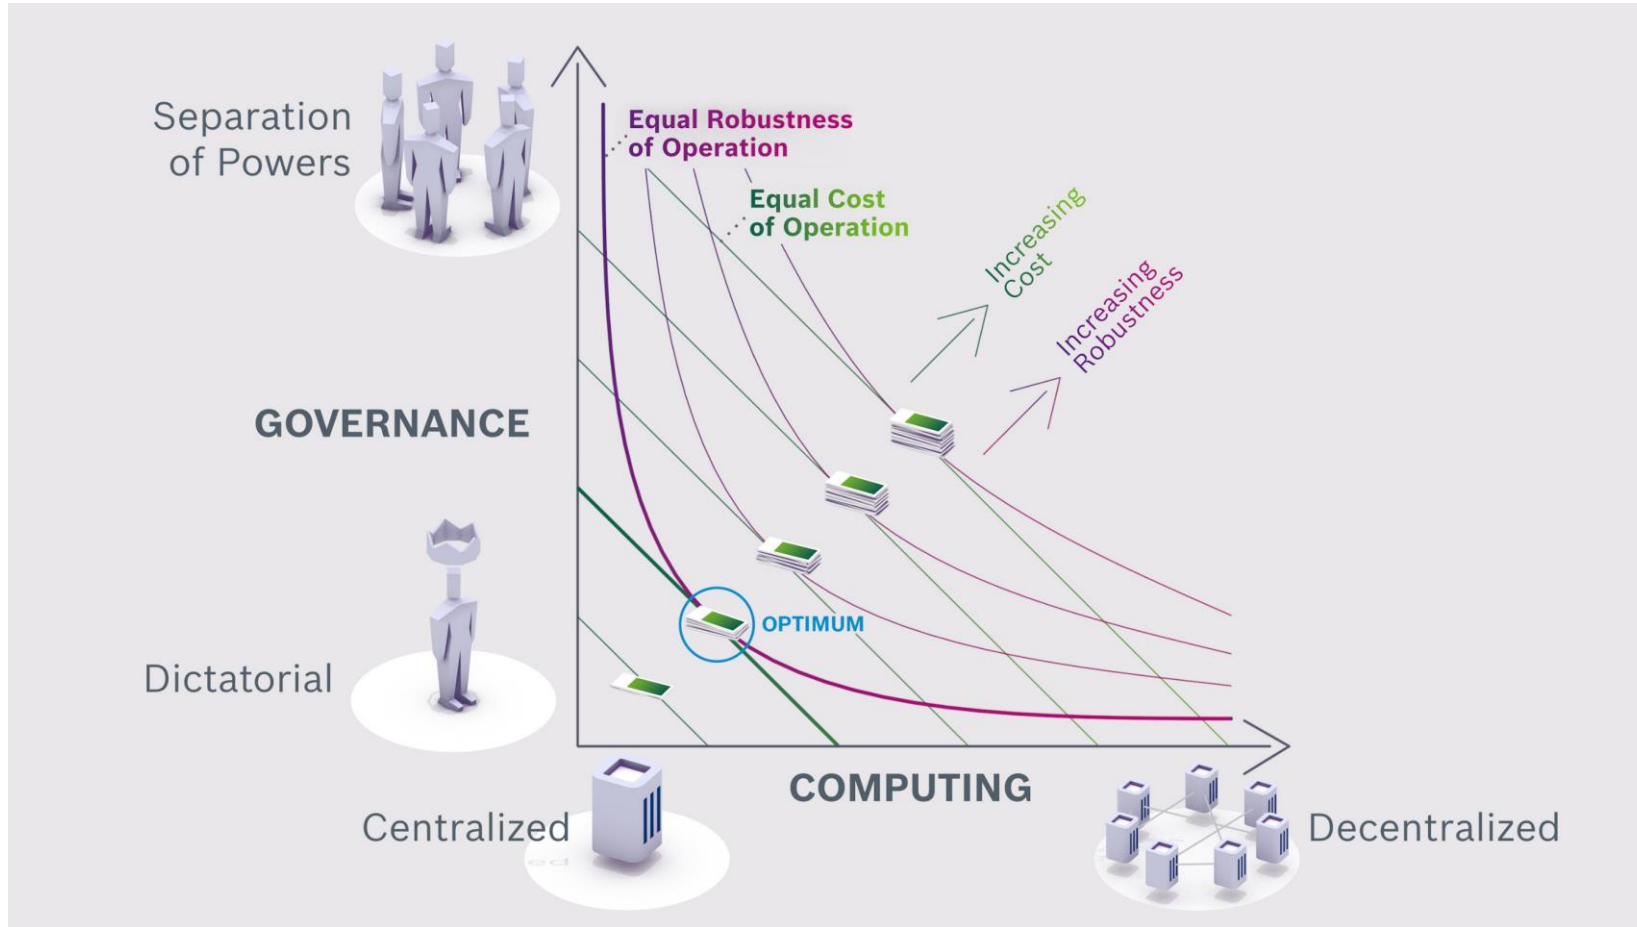 Separation
of Powers
Equal Robustness
of Operation
Equal Cost
of Operation
Increasing
Cost
Increasing
Robustness
GOVERNANCE
OPTIMUM
Dictatorial
COMPUTING
Centralized
Decentralized